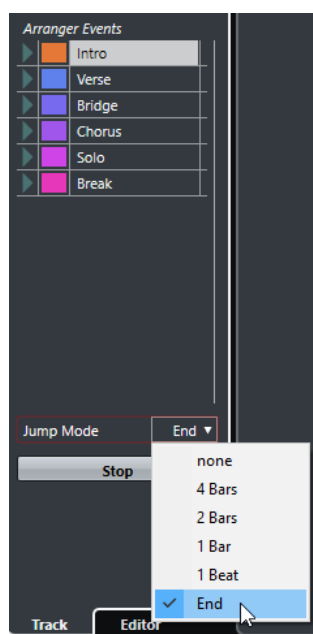 Arranger Events
Intro
Verse
Bridge
Chorus
Solo
Break
Jump Mode End
Stop
none
4 Bars
2 Bars
1 Bar
1 Beat
End
Track Editor